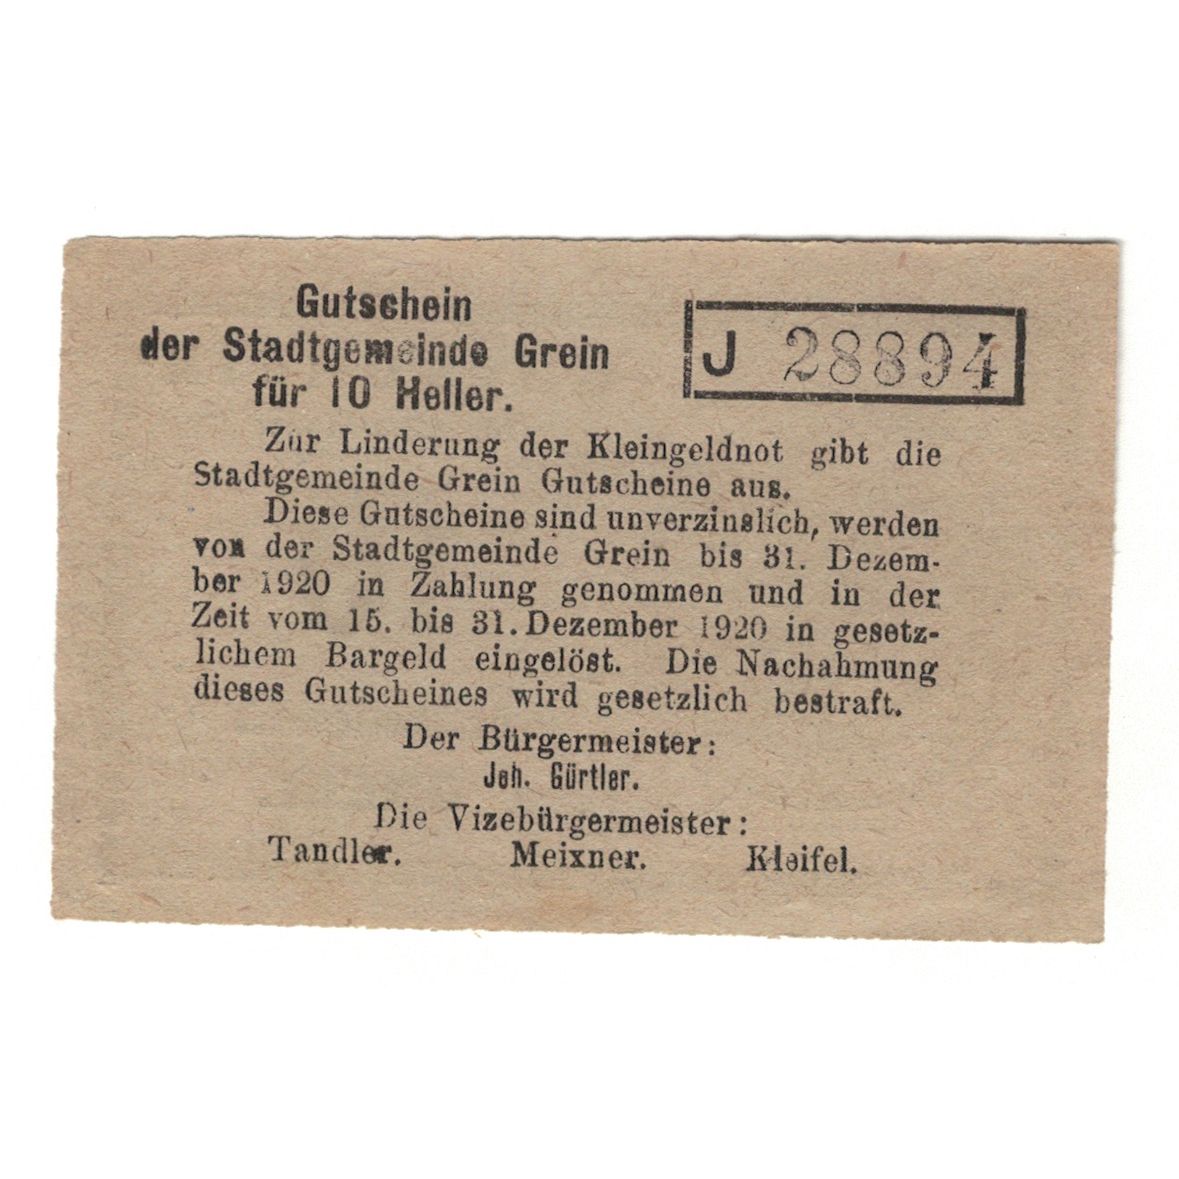 Gutschein
der Stadtgemeinde Grein
für 10 Heller.
J 28894
Zur Linderung der Kleingeldnot gibt die
Stadtgemeinde Grein Gutscheine aus.
Diese Gutscheine sind unverzinslich, werden
von der Stadtgemeinde Grein bis 31. Dezem-
ber 1920 in Zahlung genommen und in der
Zeit vom 15. bis 31. Dezember 1920 in gesetz-
lichem Bargeld eingelöst. Die Nachahmung
dieses Gutscheines wird gesetzlich bestraft.
Der Bürgermeister:
Joh. Gürtler.
Die Vizebürgermeister:
Tandler. Meixner. Kleifel.